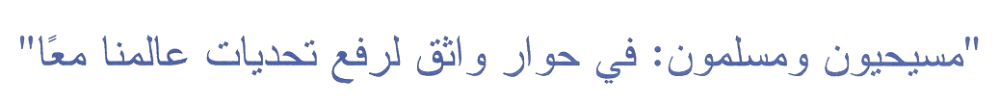 "مسيحيون ومسلمون: في حوار واثق لرفع تحديات عالمنا معًا"